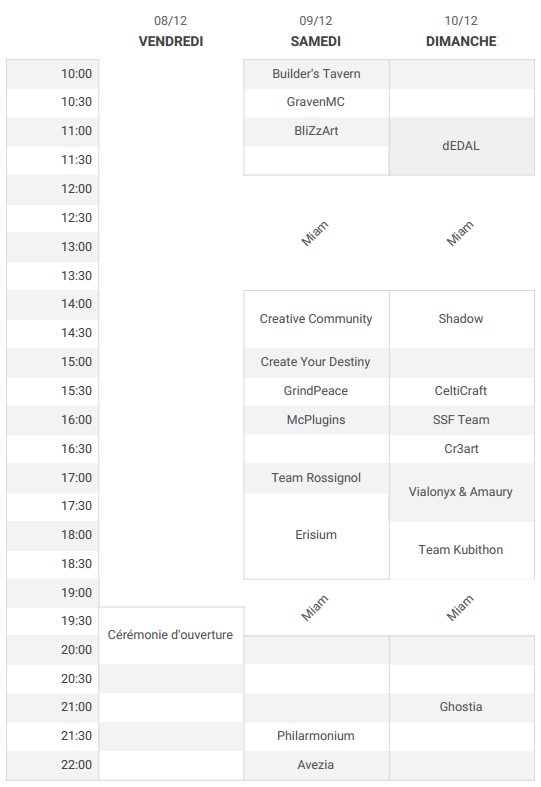 08/12 09/12 10/12
VENDREDI SAMEDI DIMANCHE
10:00 Builder's Tavern
10:30 GravenMC
11:00 BliZzArt
dEDAL
11:30
12:00
12:30
Miam Miam
13:00
13:30
14:00
Creative Community Shadow
14:30
15:00 Create Your Destiny
15:30 GrindPeace CeltiCraft
16:00 McPlugins SSF Team
16:30 Cr3art
17:00 Team Rossignol
Vialonyx & Amaury
17:30
18:00 Erisium
Team Kubithon
18:30
19:00
Miam Miam
19:30
Cérémonie d'ouverture
20:00
20:30
21:00 Ghostia
21:30 Philarmonium
22:00 Avezia